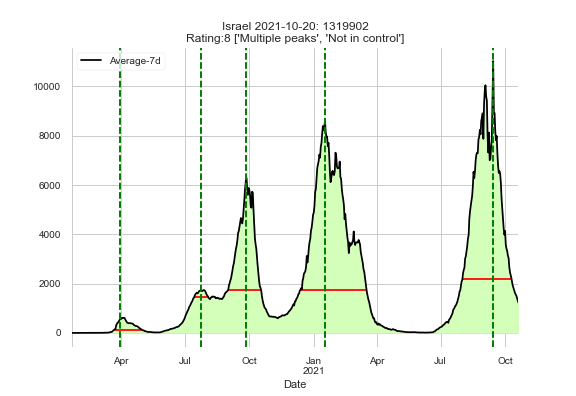 Israel 2021-10-20: 1319902
Rating:8 ['Multiple peaks', 'Not in control']
Average-7d
10000
8000
6000
4000
2000
0
Apr
Jul
Oct
Jan
2021
Apr
Jul
Oct
Date